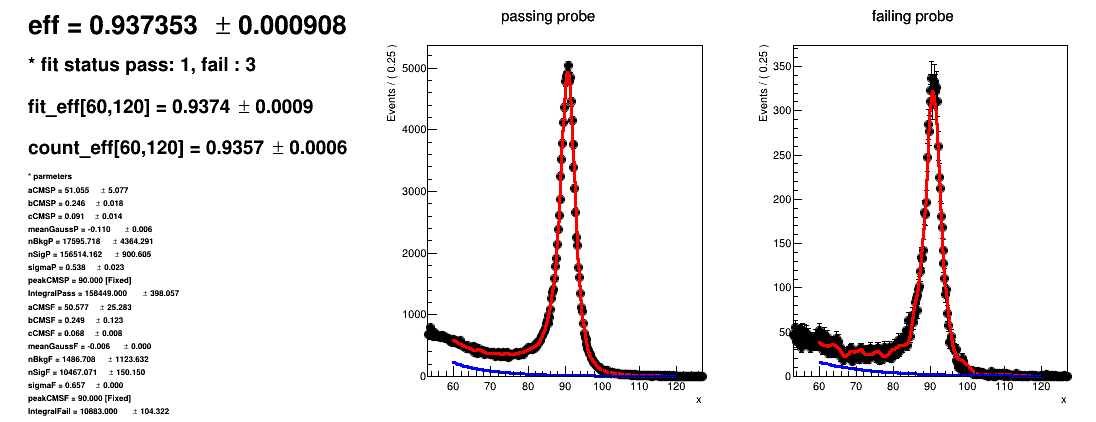 eff = 0.937353 ± 0.000908
* fit status pass: 1, fail : 3
fit_eff[60,120] = 0.9374 ± 0.0009
count_eff[60,120] = 0.9357 ± 0.0006
* parmeters
aCMSP = 51.055 ± 5.077
bCMSP = 0.246 ± 0.018
cCMSP = 0.091 ± 0.014
meanGaussP = -0.110 ± 0.006
nBkgP = 17595.718 ± 4364.291
nSigP = 156514.162 ± 900.605
sigmaP = 0.538 ± 0.023
peakCMSP = 90.000 [Fixed]
IntegralPass = 158449.000 ± 398.057
aCMSF = 50.577 ± 25.283
bCMSF = 0.249 ± 0.123
cCMSF = 0.068 ± 0.008
meanGaussF = -0.006 ± 0.000
nBkgF = 1486.708 ± 1123.632
nSigF = 10467.071 ± 150.150
sigmaF = 0.657 ± 0.000
peakCMSF = 90.000 [Fixed]
IntegralFail = 10883.000 ± 104.322
passing probe
Events / ( 0.25 )
5000
4000
3000
2000
1000
0
60 70 80 90 100 110 120
x
failing probe
Events / ( 0.25 )
350
300
250
200
150
100
50
0
60 70 80 90 100 110 120
x